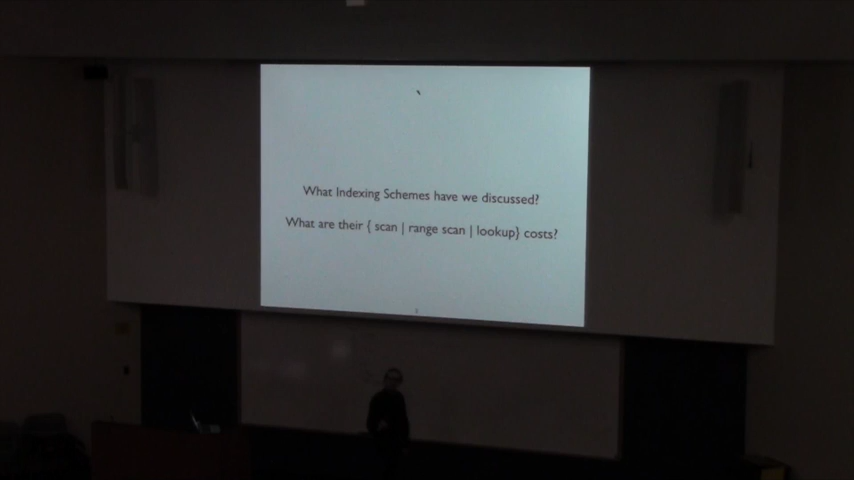 What Indexing Schemes have we discussed?
What are their { scan | range scan | lookup} costs?